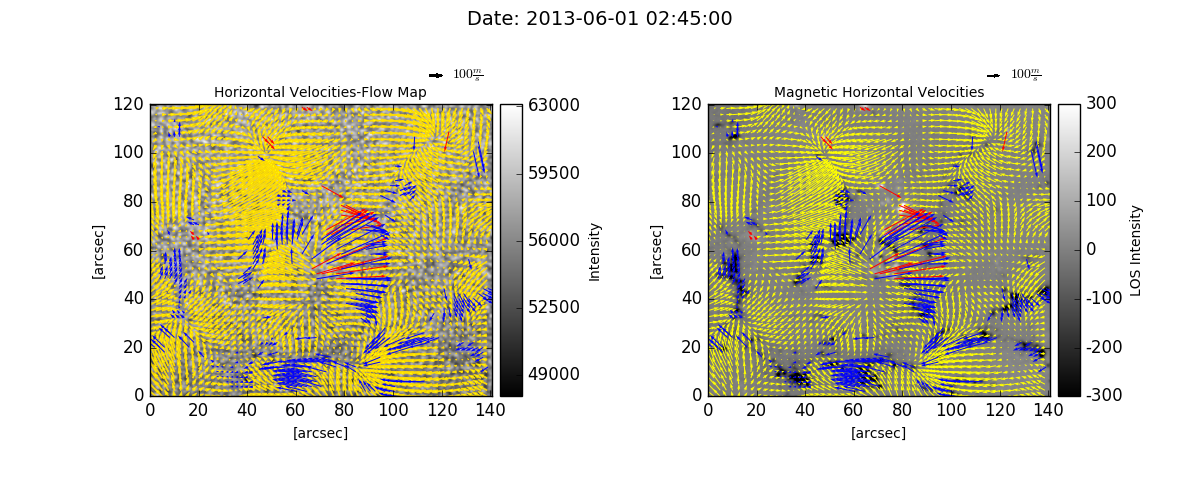 Date: 2013-06-01 02:45:00
100 m/s
100 m/s
Horizontal Velocities-Flow Map
Magnetic Horizontal Velocities
120
100
80
60
40
20
0
[arcsec]
0 20 40 60 80 100 120 140
[arcsec]
63000
59500
56000
52500
49000
Intensity
120
100
80
60
40
20
0
[arcsec]
0 20 40 60 80 100 120 140
[arcsec]
300
200
100
0
-100
-200
-300
LOS Intensity